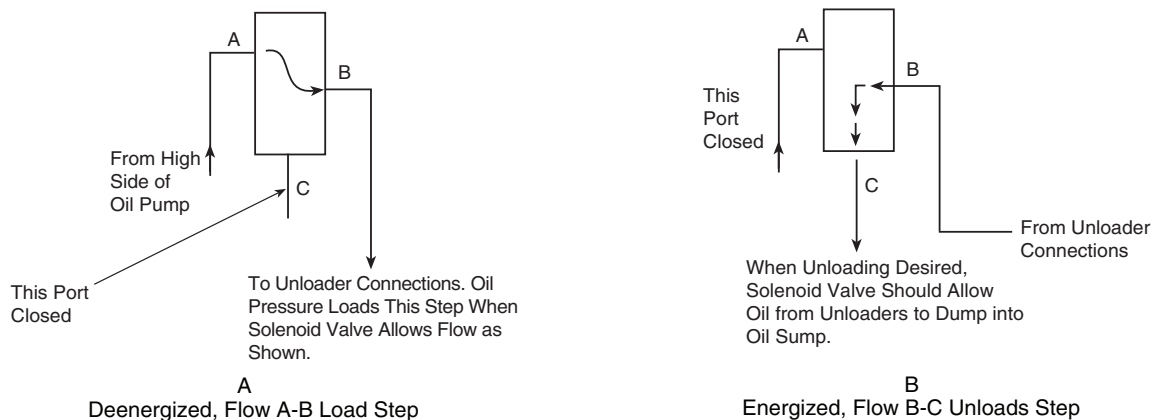 A
B
From High
Side of
Oil Pump
C
This Port
Closed
To Unloader Connections. Oil
Pressure Loads This Step When
Solenoid Valve Allows Flow as
Shown.
A
Deenergized, Flow A-B Load Step
A
B
This
Port
Closed
C
From Unloader
Connections
When Unloading Desired,
Solenoid Valve Should Allow
Oil from Unloaders to Dump into
Oil Sump.
B
Energized, Flow B-C Unloads Step